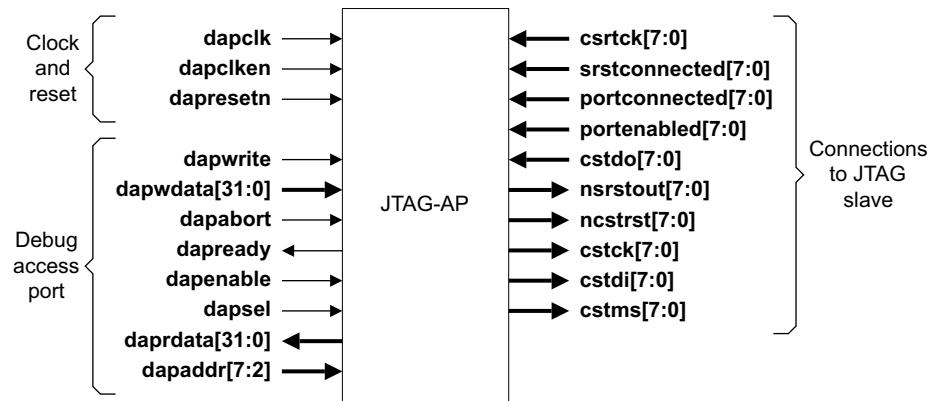 Clock
and
reset
dapclk
dapclken
dapresetn
Debug
access
port
dapwrite
dapwdata[31:0]
dapabort
dapready
dapenable
dapsel
daprdata[31:0]
dapaddr[7:2]
JTAG-AP
csrtck[7:0]
srstconnected[7:0]
portconnected[7:0]
portenabled[7:0]
cstdo[7:0]
nsrstout[7:0]
ncstrst[7:0]
cstck[7:0]
cstdi[7:0]
cstms[7:0]
Connections
to JTAG
slave